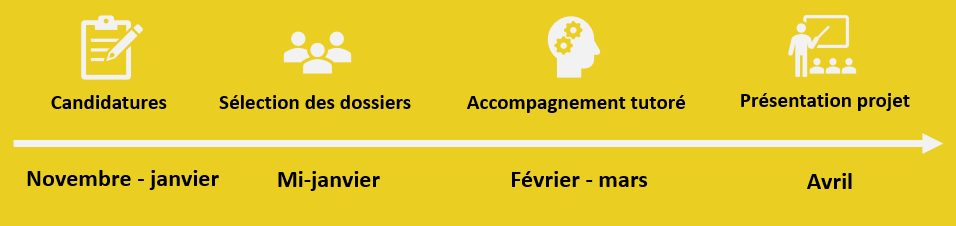 Candidatures
Sélection des dossiers
Accompagnement tutoré
Présentation projet
Novembre - janvier
Mi-janvier
Février - mars
Avril